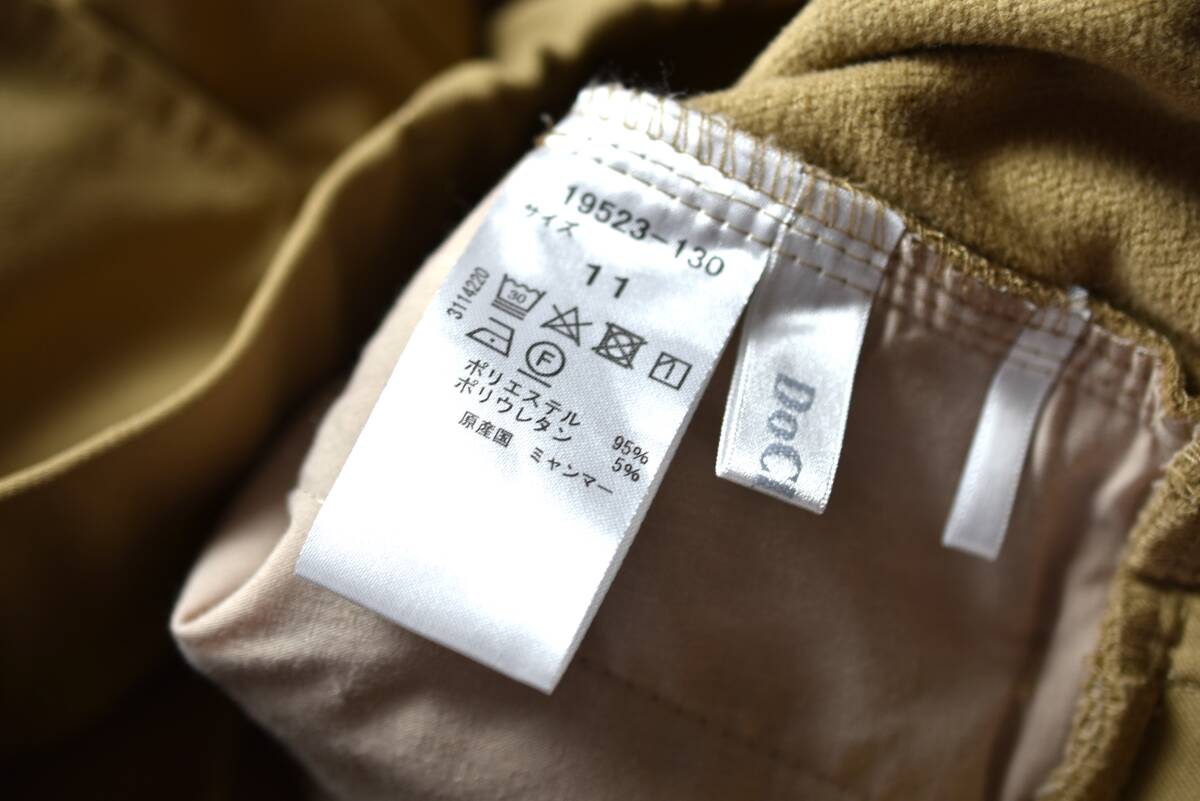 19523-130
サイズ
11
3114220
30
F
ポリエステル 95%
ポリウレタン 5%
原産国 ミャンマー